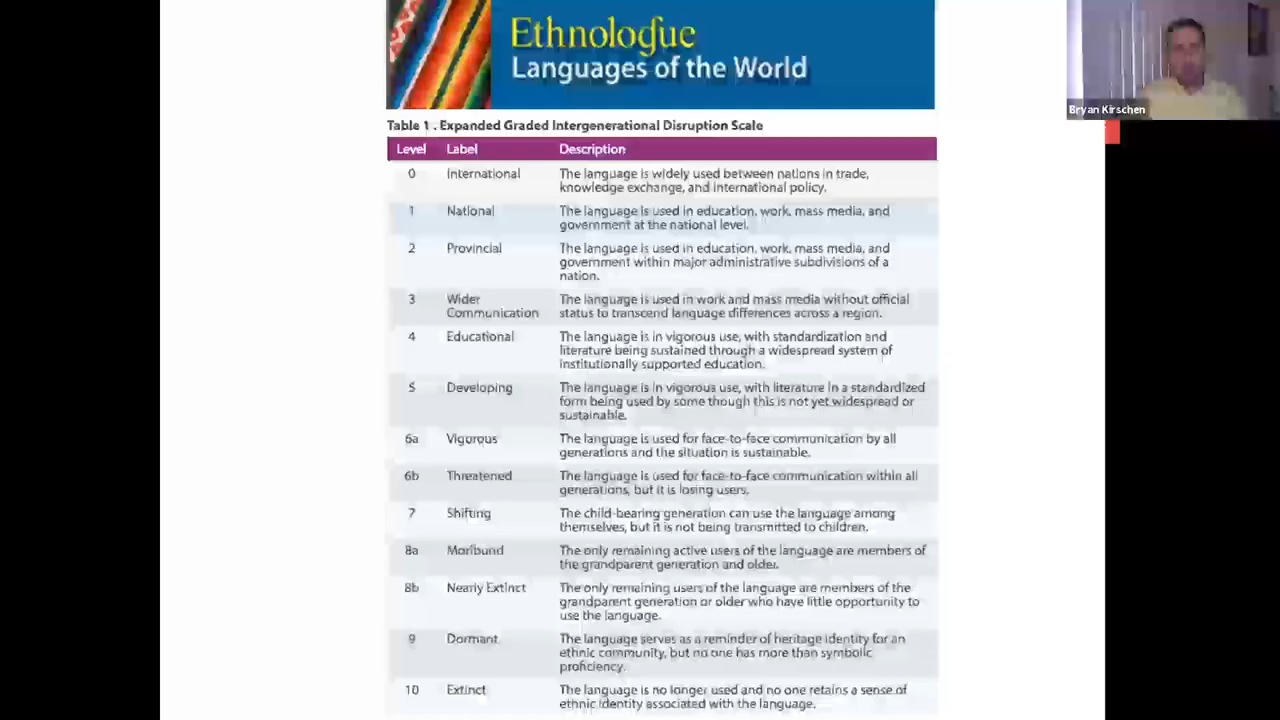 Ethnologue
Languages of the World
Bryan Kirschen
Table 1 . Expanded Graded Intergenerational Disruption Scale
Level Label Description
0 International The language is widely used between nations in trade,
knowledge exchange, and international policy.
1 National The language is used in education, work, mass media, and
government at the national level.
2 Provincial The language is used in education, work, mass media, and
government within major administrative subdivisions of a
nation.
3 Wider The language is used in work and mass media without official
Communication status to transcend language differences across a region.
4 Educational The language is in vigorous use, with standardization and
literature being sustained through a widespread system of
institutionally supported education.
5 Developing The language is in vigorous use, with literature in a standardized
form being used by some though this is not yet widespread or
sustainable.
6a Vigorous The language is used for face-to-face communication by all
generations and the situation is sustainable.
6b Threatened The language is used for face-to-face communication within all
generations, but it is losing users.
7 Shifting The child-bearing generation can use the language among
themselves, but it is not being transmitted to children.
8a Moribund The only remaining active users of the language are members of
the grandparent generation and older.
8b Nearly Extinct The only remaining users of the language are members of the
grandparent generation or older who have little opportunity to
use the language.
9 Dormant The language serves as a reminder of heritage identity for an
ethnic community, but no one has more than symbolic
proficiency.
10 Extinct The language is no longer used and no one retains a sense of
ethnic identity associated with the language.